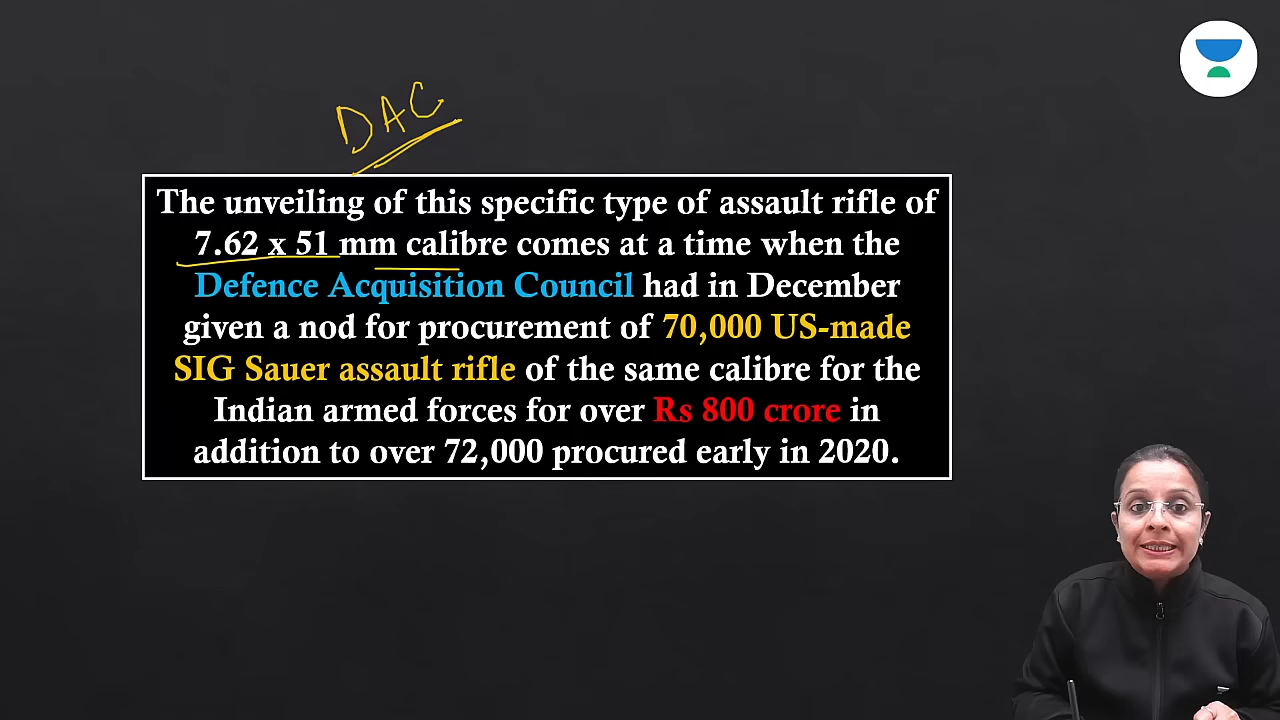 DAC
The unveiling of this specific type of assault rifle of
7.62 x 51 mm calibre comes at a time when the
Defence Acquisition Council had in December
given a nod for procurement of 70,000 US-made
SIG Sauer assault rifle of the same calibre for the
Indian armed forces for over Rs 800 crore in
addition to over 72,000 procured early in 2020.